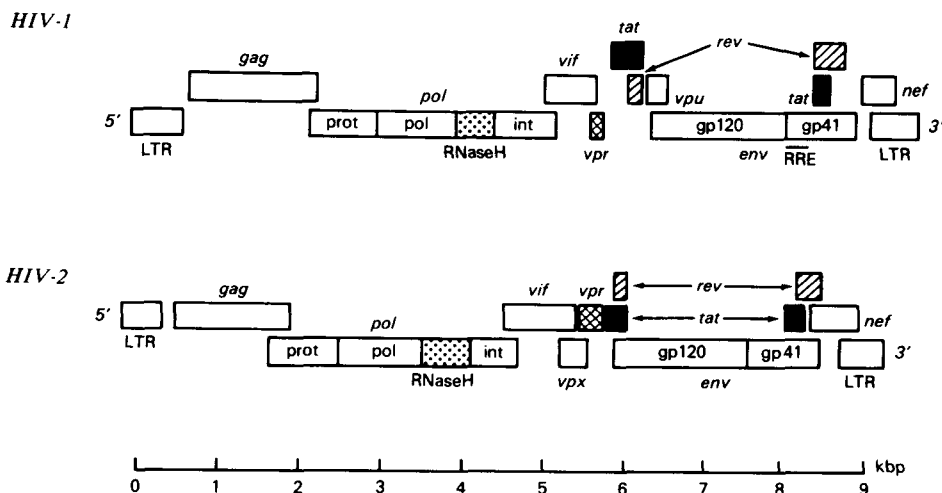 HIV-1
tat
rev
gag
vif
pol
vpu
tat
nef
5′
prot
pol
int
gp120
gp41
3′
LTR
RNaseH
vpr
env
RRE
LTR
HIV-2
gag
vif
vpr
rev
5′
pol
tat
nef
LTR
prot
pol
int
gp120
gp41
3′
RNaseH
vpx
env
LTR
kbp
0 1 2 3 4 5 6 7 8 9